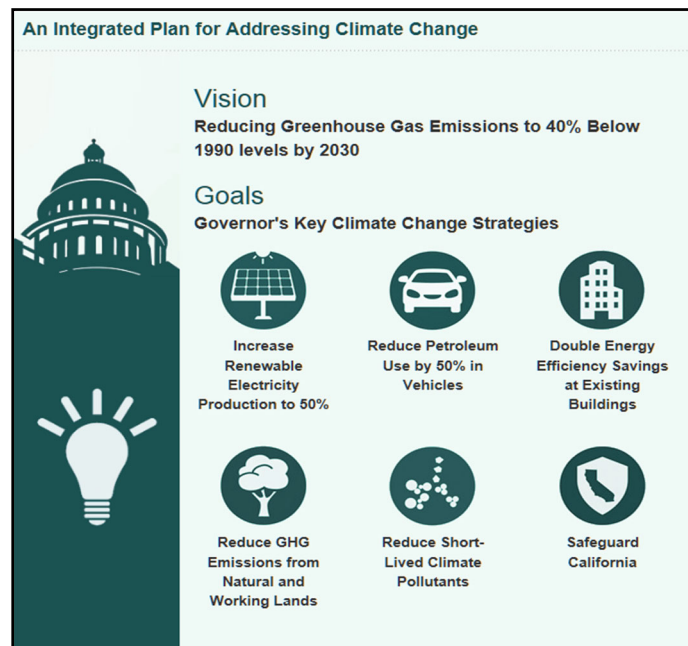 An Integrated Plan for Addressing Climate Change
Vision
Reducing Greenhouse Gas Emissions to 40% Below
1990 levels by 2030
Goals
Governor's Key Climate Change Strategies
Increase
Renewable
Electricity
Production to 50%
Reduce Petroleum
Use by 50% in
Vehicles
Double Energy
Efficiency Savings
at Existing
Buildings
Reduce GHG
Emissions from
Natural and
Working Lands
Reduce Short-
Lived Climate
Pollutants
Safeguard
California